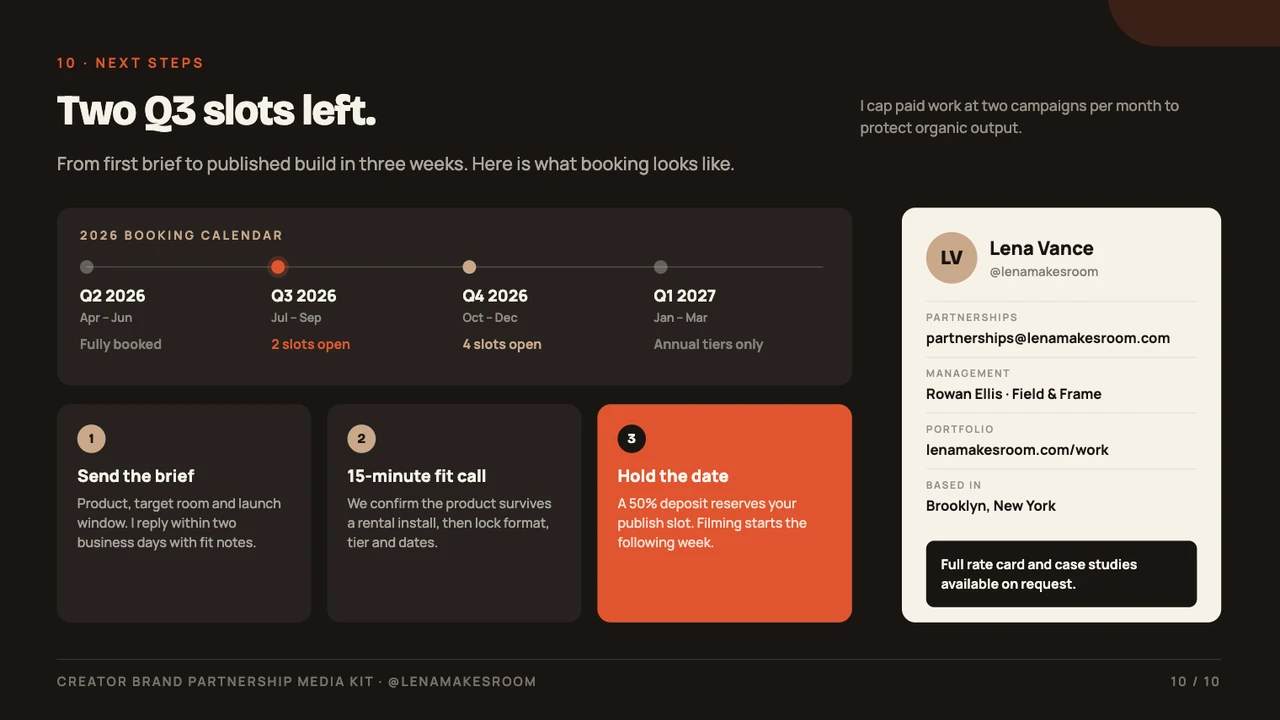 10 · NEXT STEPS
Two Q3 slots left.
From first brief to published build in three weeks. Here is what booking looks like.
I cap paid work at two campaigns per month to
protect organic output.
2026 BOOKING CALENDAR
Q2 2026
Apr – Jun
Fully booked
Q3 2026
Jul – Sep
2 slots open
Q4 2026
Oct – Dec
4 slots open
Q1 2027
Jan – Mar
Annual tiers only
1
Send the brief
Product, target room and launch
window. I reply within two
business days with fit notes.
2
15-minute fit call
We confirm the product survives
a rental install, then lock format,
tier and dates.
3
Hold the date
A 50% deposit reserves your
publish slot. Filming starts the
following week.
LV
Lena Vance
@lenamakesroom
PARTNERSHIPS
partnerships@lenamakesroom.com
MANAGEMENT
Rowan Ellis · Field & Frame
PORTFOLIO
lenamakesroom.com/work
BASED IN
Brooklyn, New York
Full rate card and case studies
available on request.
CREATOR BRAND PARTNERSHIP MEDIA KIT · @LENAMAKESROOM
10 / 10